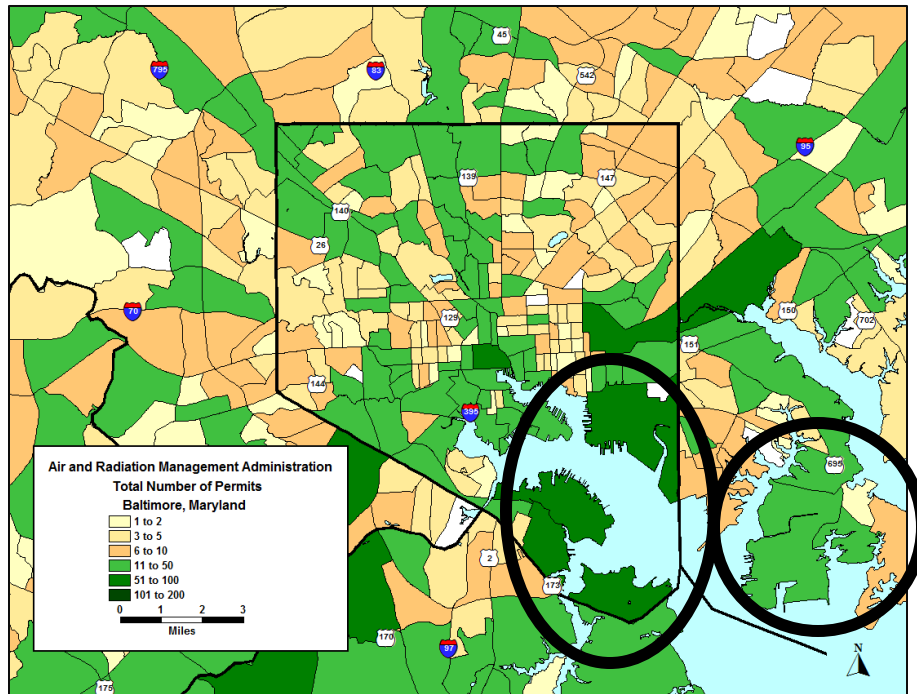 45
795
83
542
95
139
147
140
26
70
129
150
702
151
144
395
695
Air and Radiation Management Administration
Total Number of Permits
Baltimore, Maryland
1 to 2
3 to 5
6 to 10
11 to 50
51 to 100
101 to 200
0 1 2 3
Miles
2
173
170
97
175
N